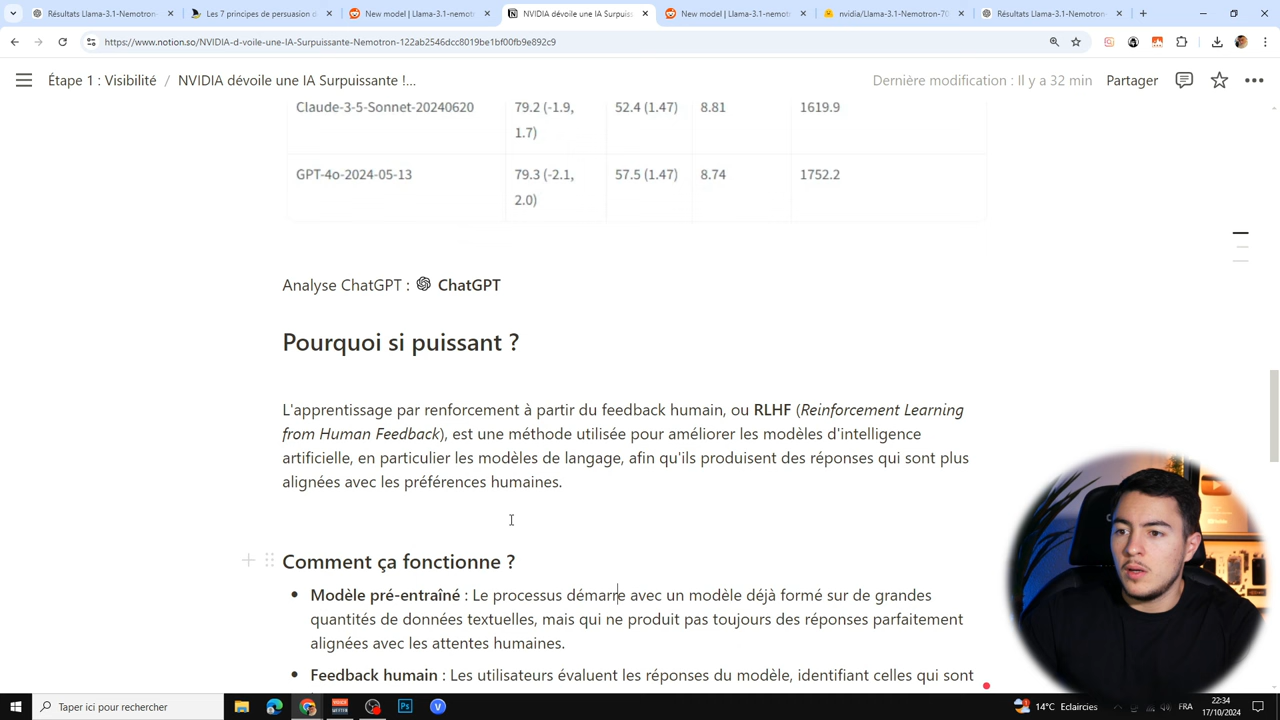 Résultats Llama-3.1-Nemotron-
Les 7 principes de persuasion d
New model | Llama-3.1-nemotr
NVIDIA dévoile une IA Surpuiss
New model | Llama-3.1-nemotr
nvidia/Llama-3.1-Nemotron-70
Résultats Llama-3.1-Nemotron-
https://www.notion.so/NVIDIA-d-voile-une-IA-Surpuissante-Nemotron-122ab2546dcc8019be1bf00fb9e892c9
Étape 1 : Visibilité / NVIDIA dévoile une IA Surpuissante !...
Dernière modification : Il y a 32 min
Partager
Claude-3-5-Sonnet-20240620 79.2 (-1.9, 52.4 (1.47) 8.81 1619.9
1.7)
GPT-4o-2024-05-13 79.3 (-2.1, 57.5 (1.47) 8.74 1752.2
2.0)
Analyse ChatGPT : ChatGPT
Pourquoi si puissant ?
L'apprentissage par renforcement à partir du feedback humain, ou RLHF (Reinforcement Learning
from Human Feedback), est une méthode utilisée pour améliorer les modèles d'intelligence
artificielle, en particulier les modèles de langage, afin qu'ils produisent des réponses qui sont plus
alignées avec les préférences humaines.
Comment ça fonctionne ?
Modèle pré-entraîné : Le processus démarre avec un modèle déjà formé sur de grandes
quantités de données textuelles, mais qui ne produit pas toujours des réponses parfaitement
alignées avec les attentes humaines.
Feedback humain : Les utilisateurs évaluent les réponses du modèle, identifiant celles qui sont
Taper ici pour rechercher
14°C Eclaircies
FRA
22:34
17/10/2024